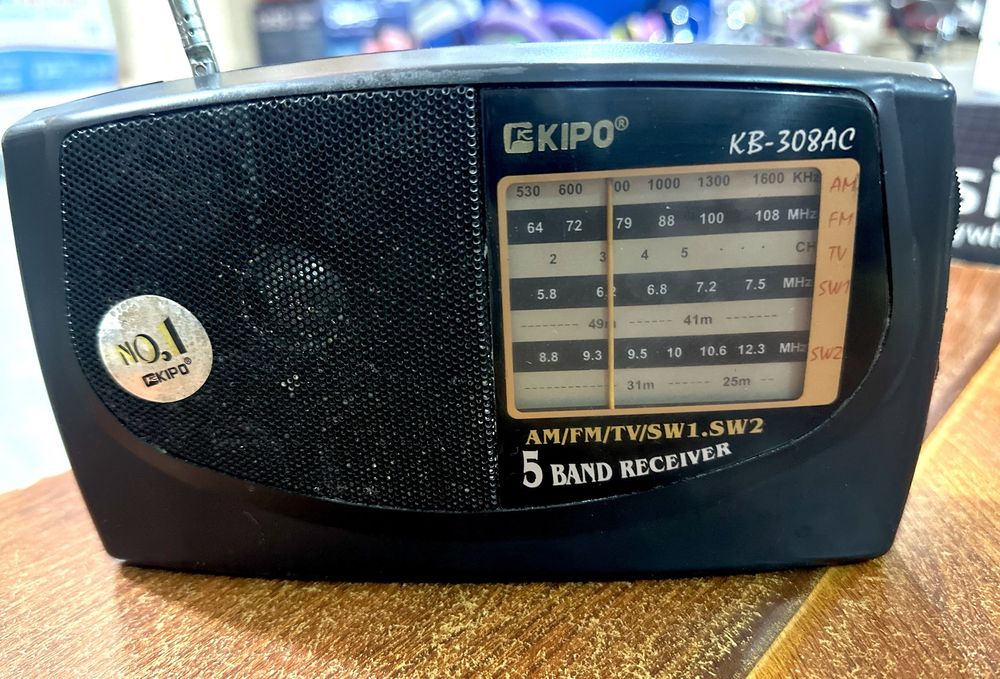 KIPO®
KB-308AC
530 600 00 1000 1300 1600 KHz AM
64 72 79 88 100 108 MHz FM
2 3 4 5 · · · CH TV
5.8 6.2 6.8 7.2 7.5 MHz SW1
49m 41m
8.8 9.3 9.5 10 10.6 12.3 MHz SW2
31m 25m
AM/FM/TV/SW1.SW2
5 BAND RECEIVER
NO,1
KIPO®